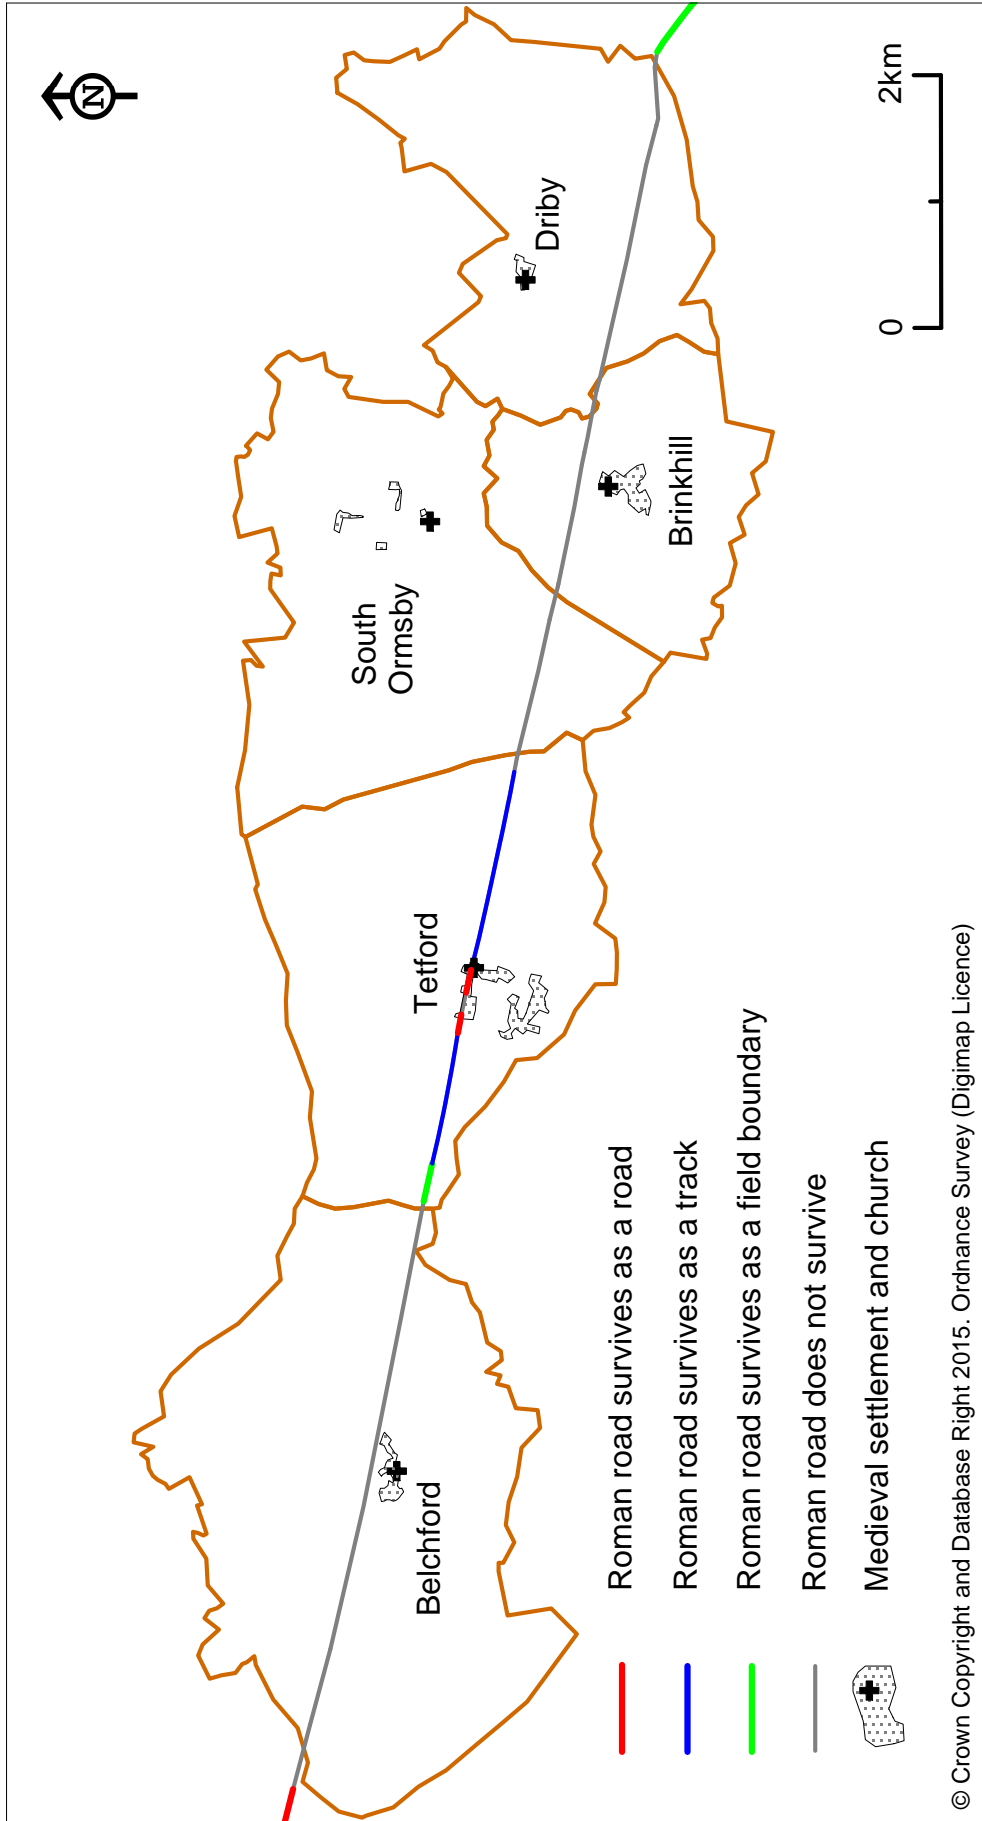 N
South
Ormsby
Driby
Tetford
Belchford
Brinkhill
0
2km
Roman road survives as a road
Roman road survives as a track
Roman road survives as a field boundary
Roman road does not survive
Medieval settlement and church
© Crown Copyright and Database Right 2015. Ordnance Survey (Digimap Licence)